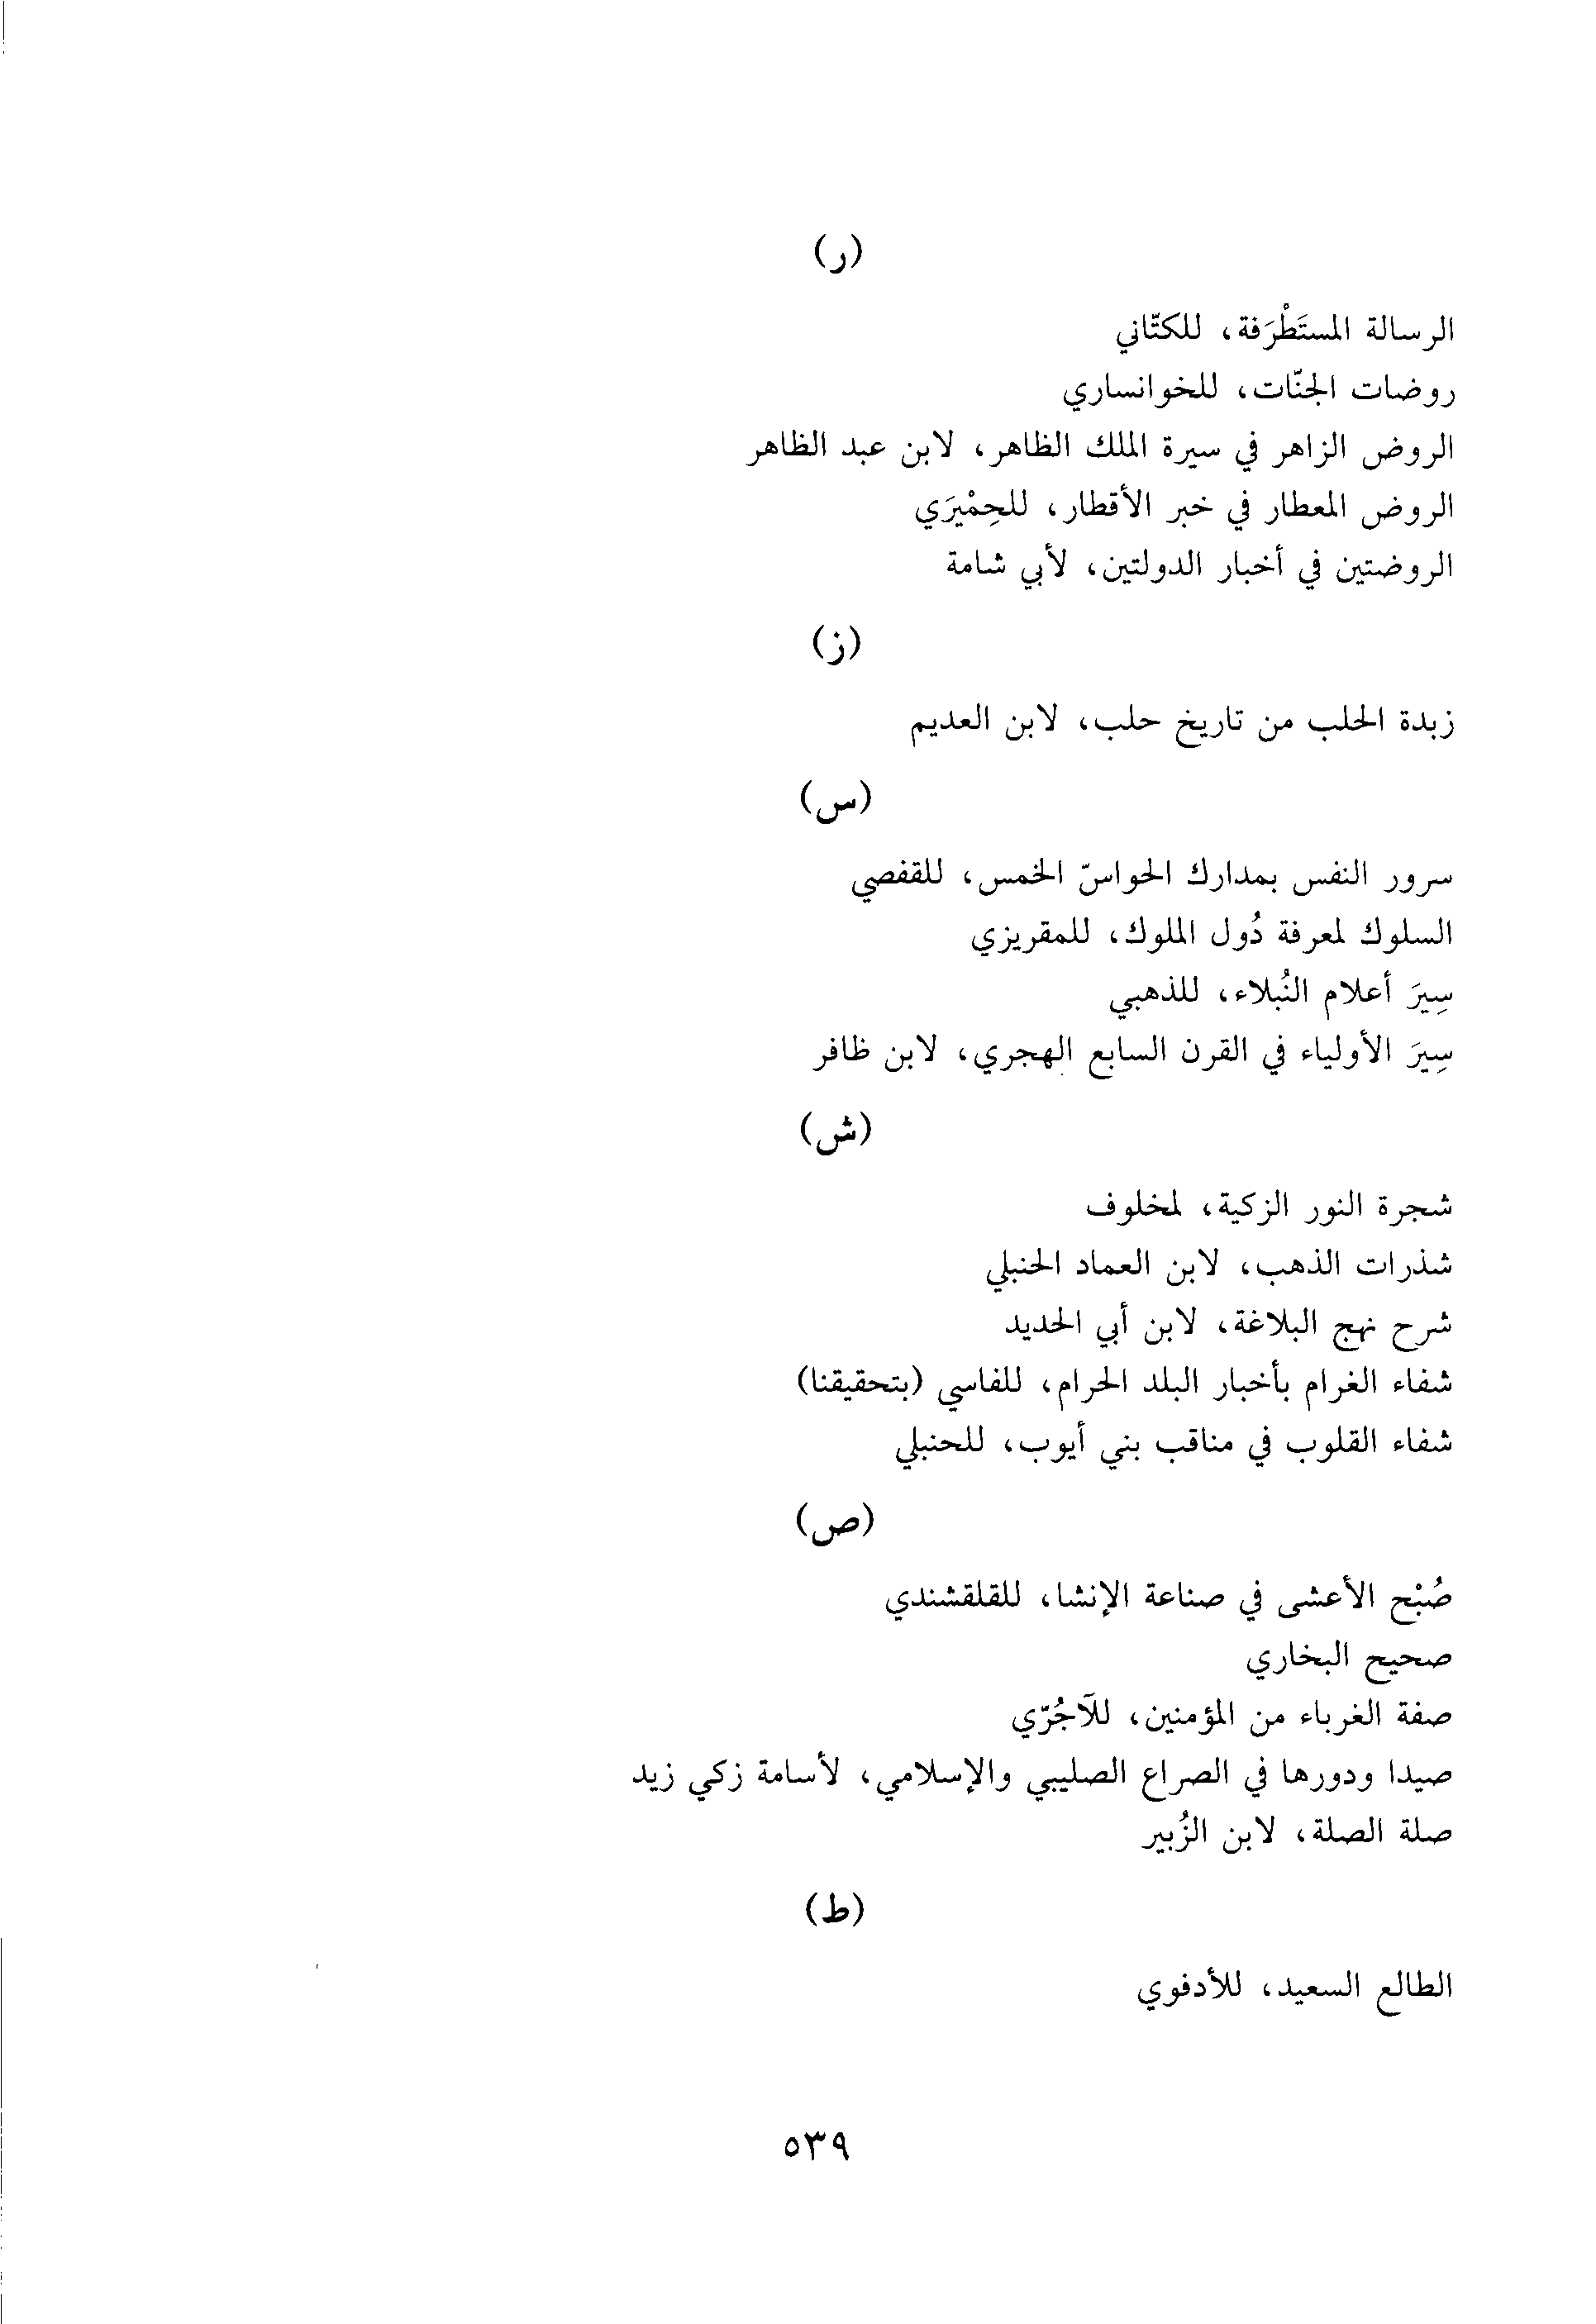 (ر)
الرسالة المستَطْرَفة، للكتّاني
روضات الجنّات، للخوانساري
الروض الزاهر في سيرة الملك الظاهر، لابن عبد الظاهر
الروض المعطار في خبر الأقطار، للحِمْيَري
الروضتين في أخبار الدولتين، لأبي شامة
(ز)
زبدة الحلب من تاريخ حلب، لابن العديم
(س)
سرور النفس بمدارك الحواسّ الخمس، للقفصي
السلوك لمعرفة دُول الملوك، للمقريزي
سِيَر أعلام النُبلاء، للذهبي
سِيَر الأولياء في القرن السابع الهجري، لابن ظافر
(ش)
شجرة النور الزكية، لمخلوف
شذرات الذهب، لابن العماد الحنبلي
شرح نهج البلاغة، لابن أبي الحديد
شفاء الغرام بأخبار البلد الحرام، للفاسي (بتحقيقنا)
شفاء القلوب في مناقب بني أيوب، للحنبلي
(ص)
صُبْح الأعشى في صناعة الإنشا، للقلقشندي
صحيح البخاري
صفة الغرباء من المؤمنين، للآجُرّي
صيدا ودورها في الصراع الصليبي والإسلامي، لأسامة زكي زيد
صلة الصلة، لابن الزُبير
(ط)
الطالع السعيد، للأدفوي
٥٣٩